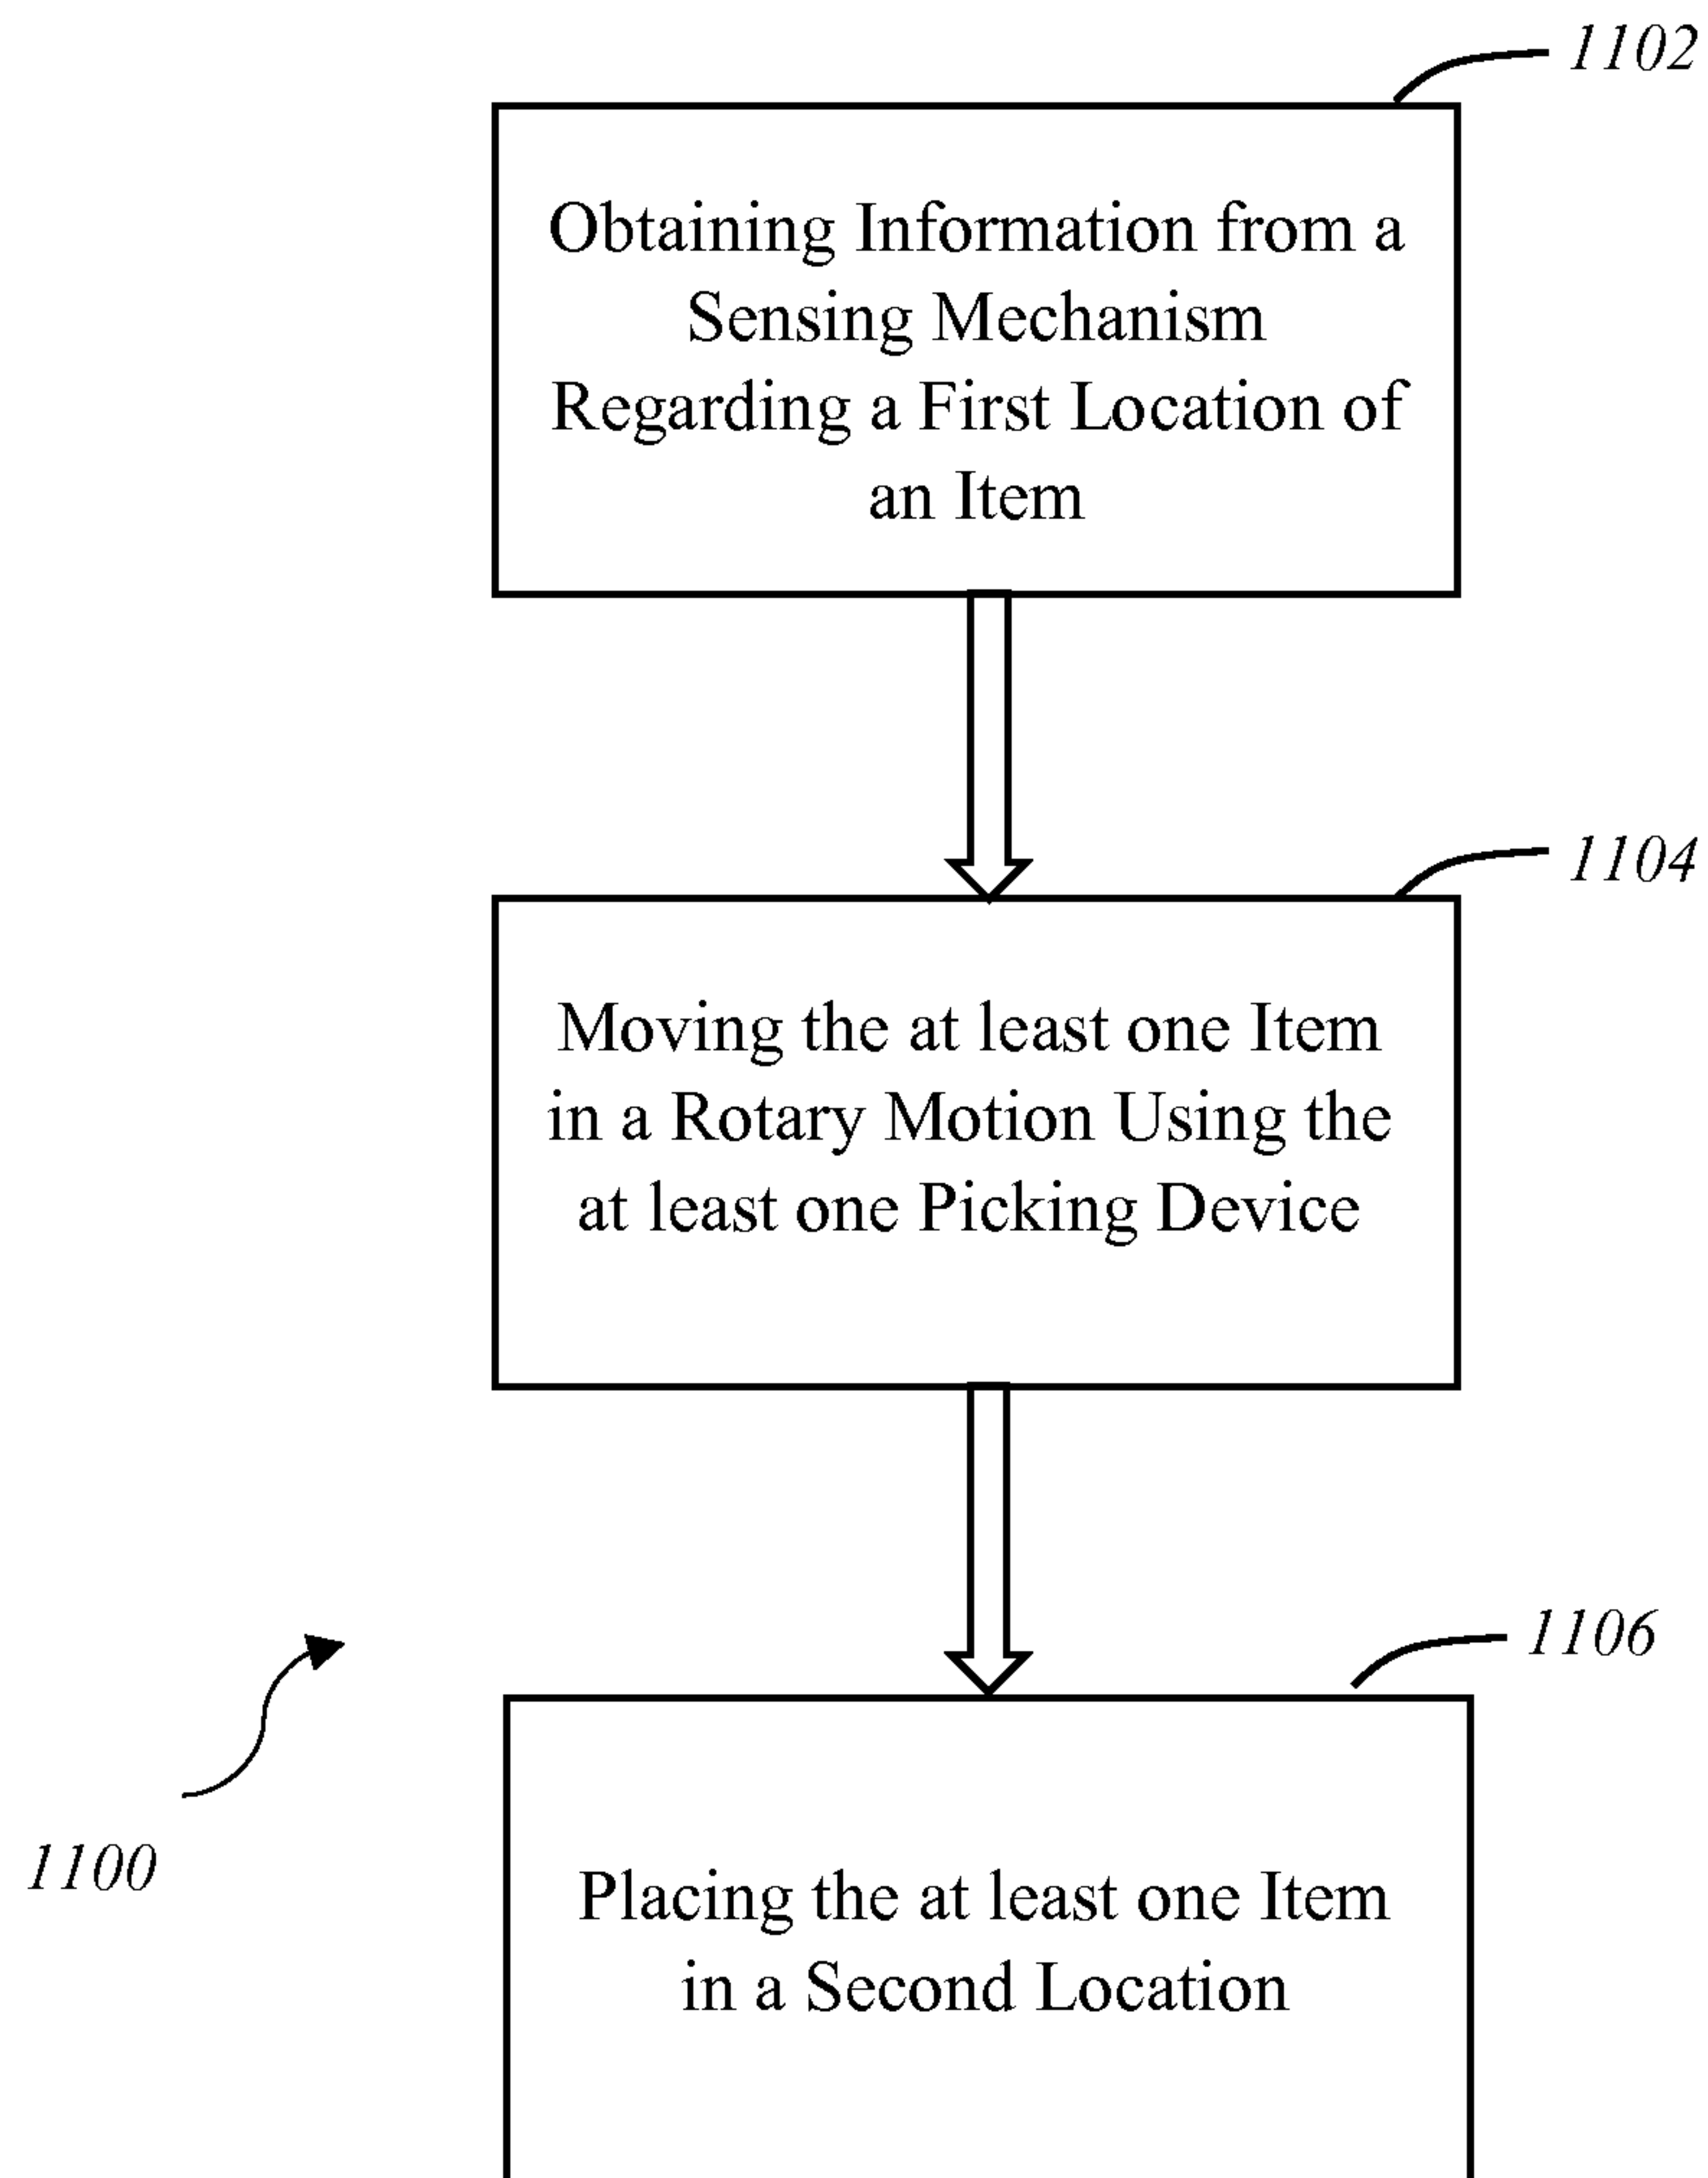 1102
Obtaining Information from a
Sensing Mechanism
Regarding a First Location of
an Item
1104
Moving the at least one Item
in a Rotary Motion Using the
at least one Picking Device
1106
1100
Placing the at least one Item
in a Second Location